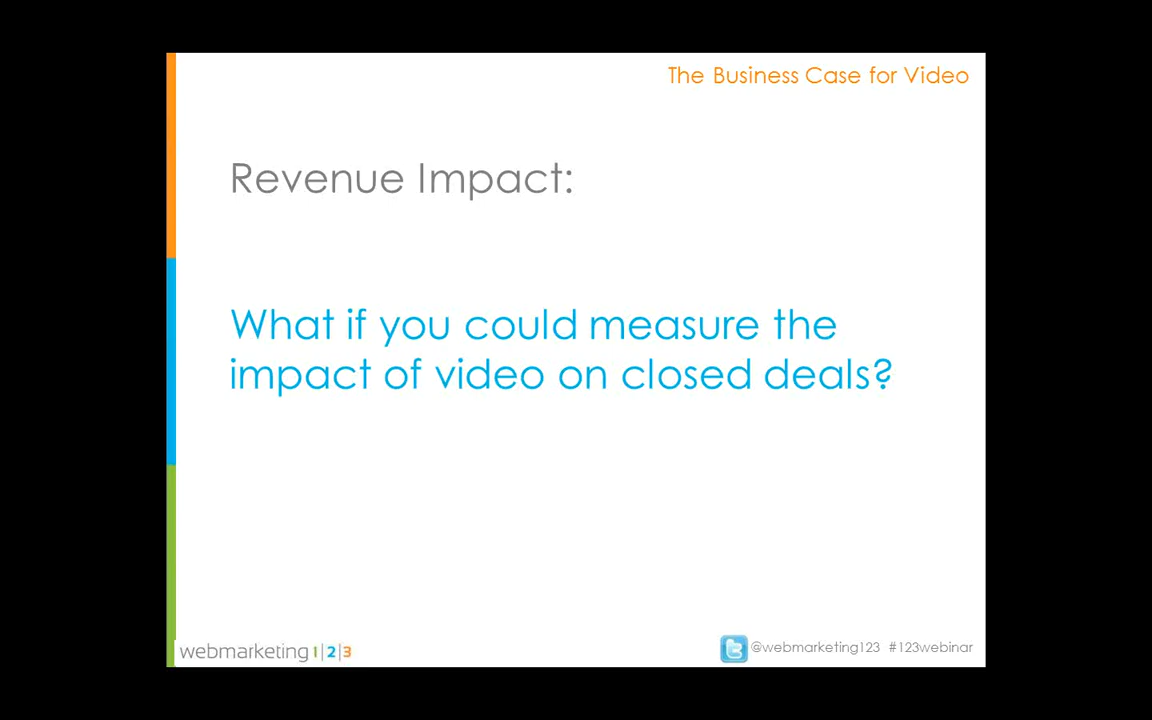 The Business Case for Video
Revenue Impact:
What if you could measure the
impact of video on closed deals?
webmarketing 1|2|3
@webmarketing123 #123webinar